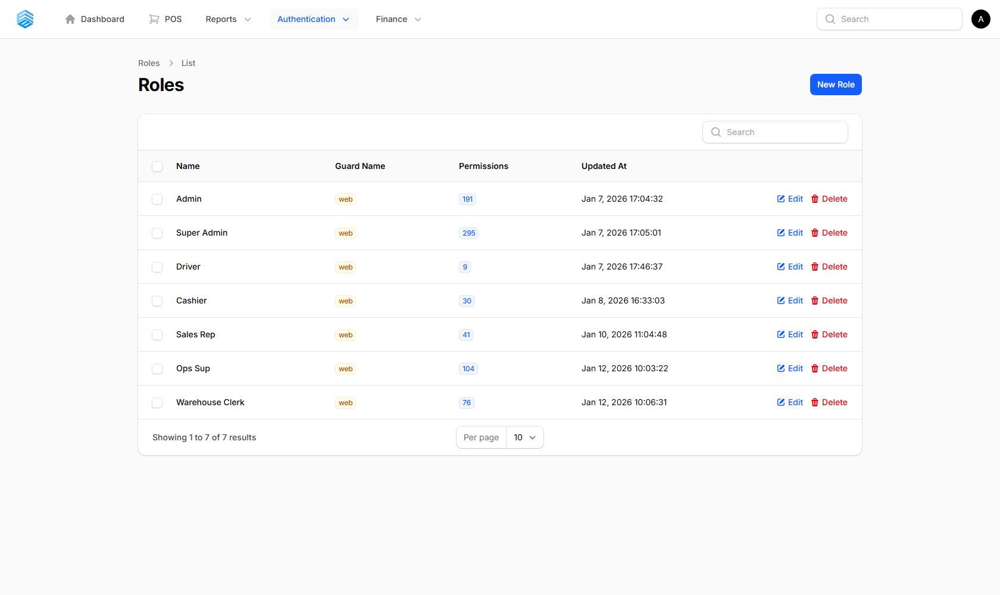 Dashboard POS Reports Authentication Finance Search A
Roles List
Roles
New Role
Search
Name Guard Name Permissions Updated At
Admin web 191 Jan 7, 2026 17:04:32 Edit Delete
Super Admin web 295 Jan 7, 2026 17:05:01 Edit Delete
Driver web 9 Jan 7, 2026 17:46:37 Edit Delete
Cashier web 30 Jan 8, 2026 16:33:03 Edit Delete
Sales Rep web 41 Jan 10, 2026 11:04:48 Edit Delete
Ops Sup web 104 Jan 12, 2026 10:03:22 Edit Delete
Warehouse Clerk web 76 Jan 12, 2026 10:06:31 Edit Delete
Showing 1 to 7 of 7 results Per page 10